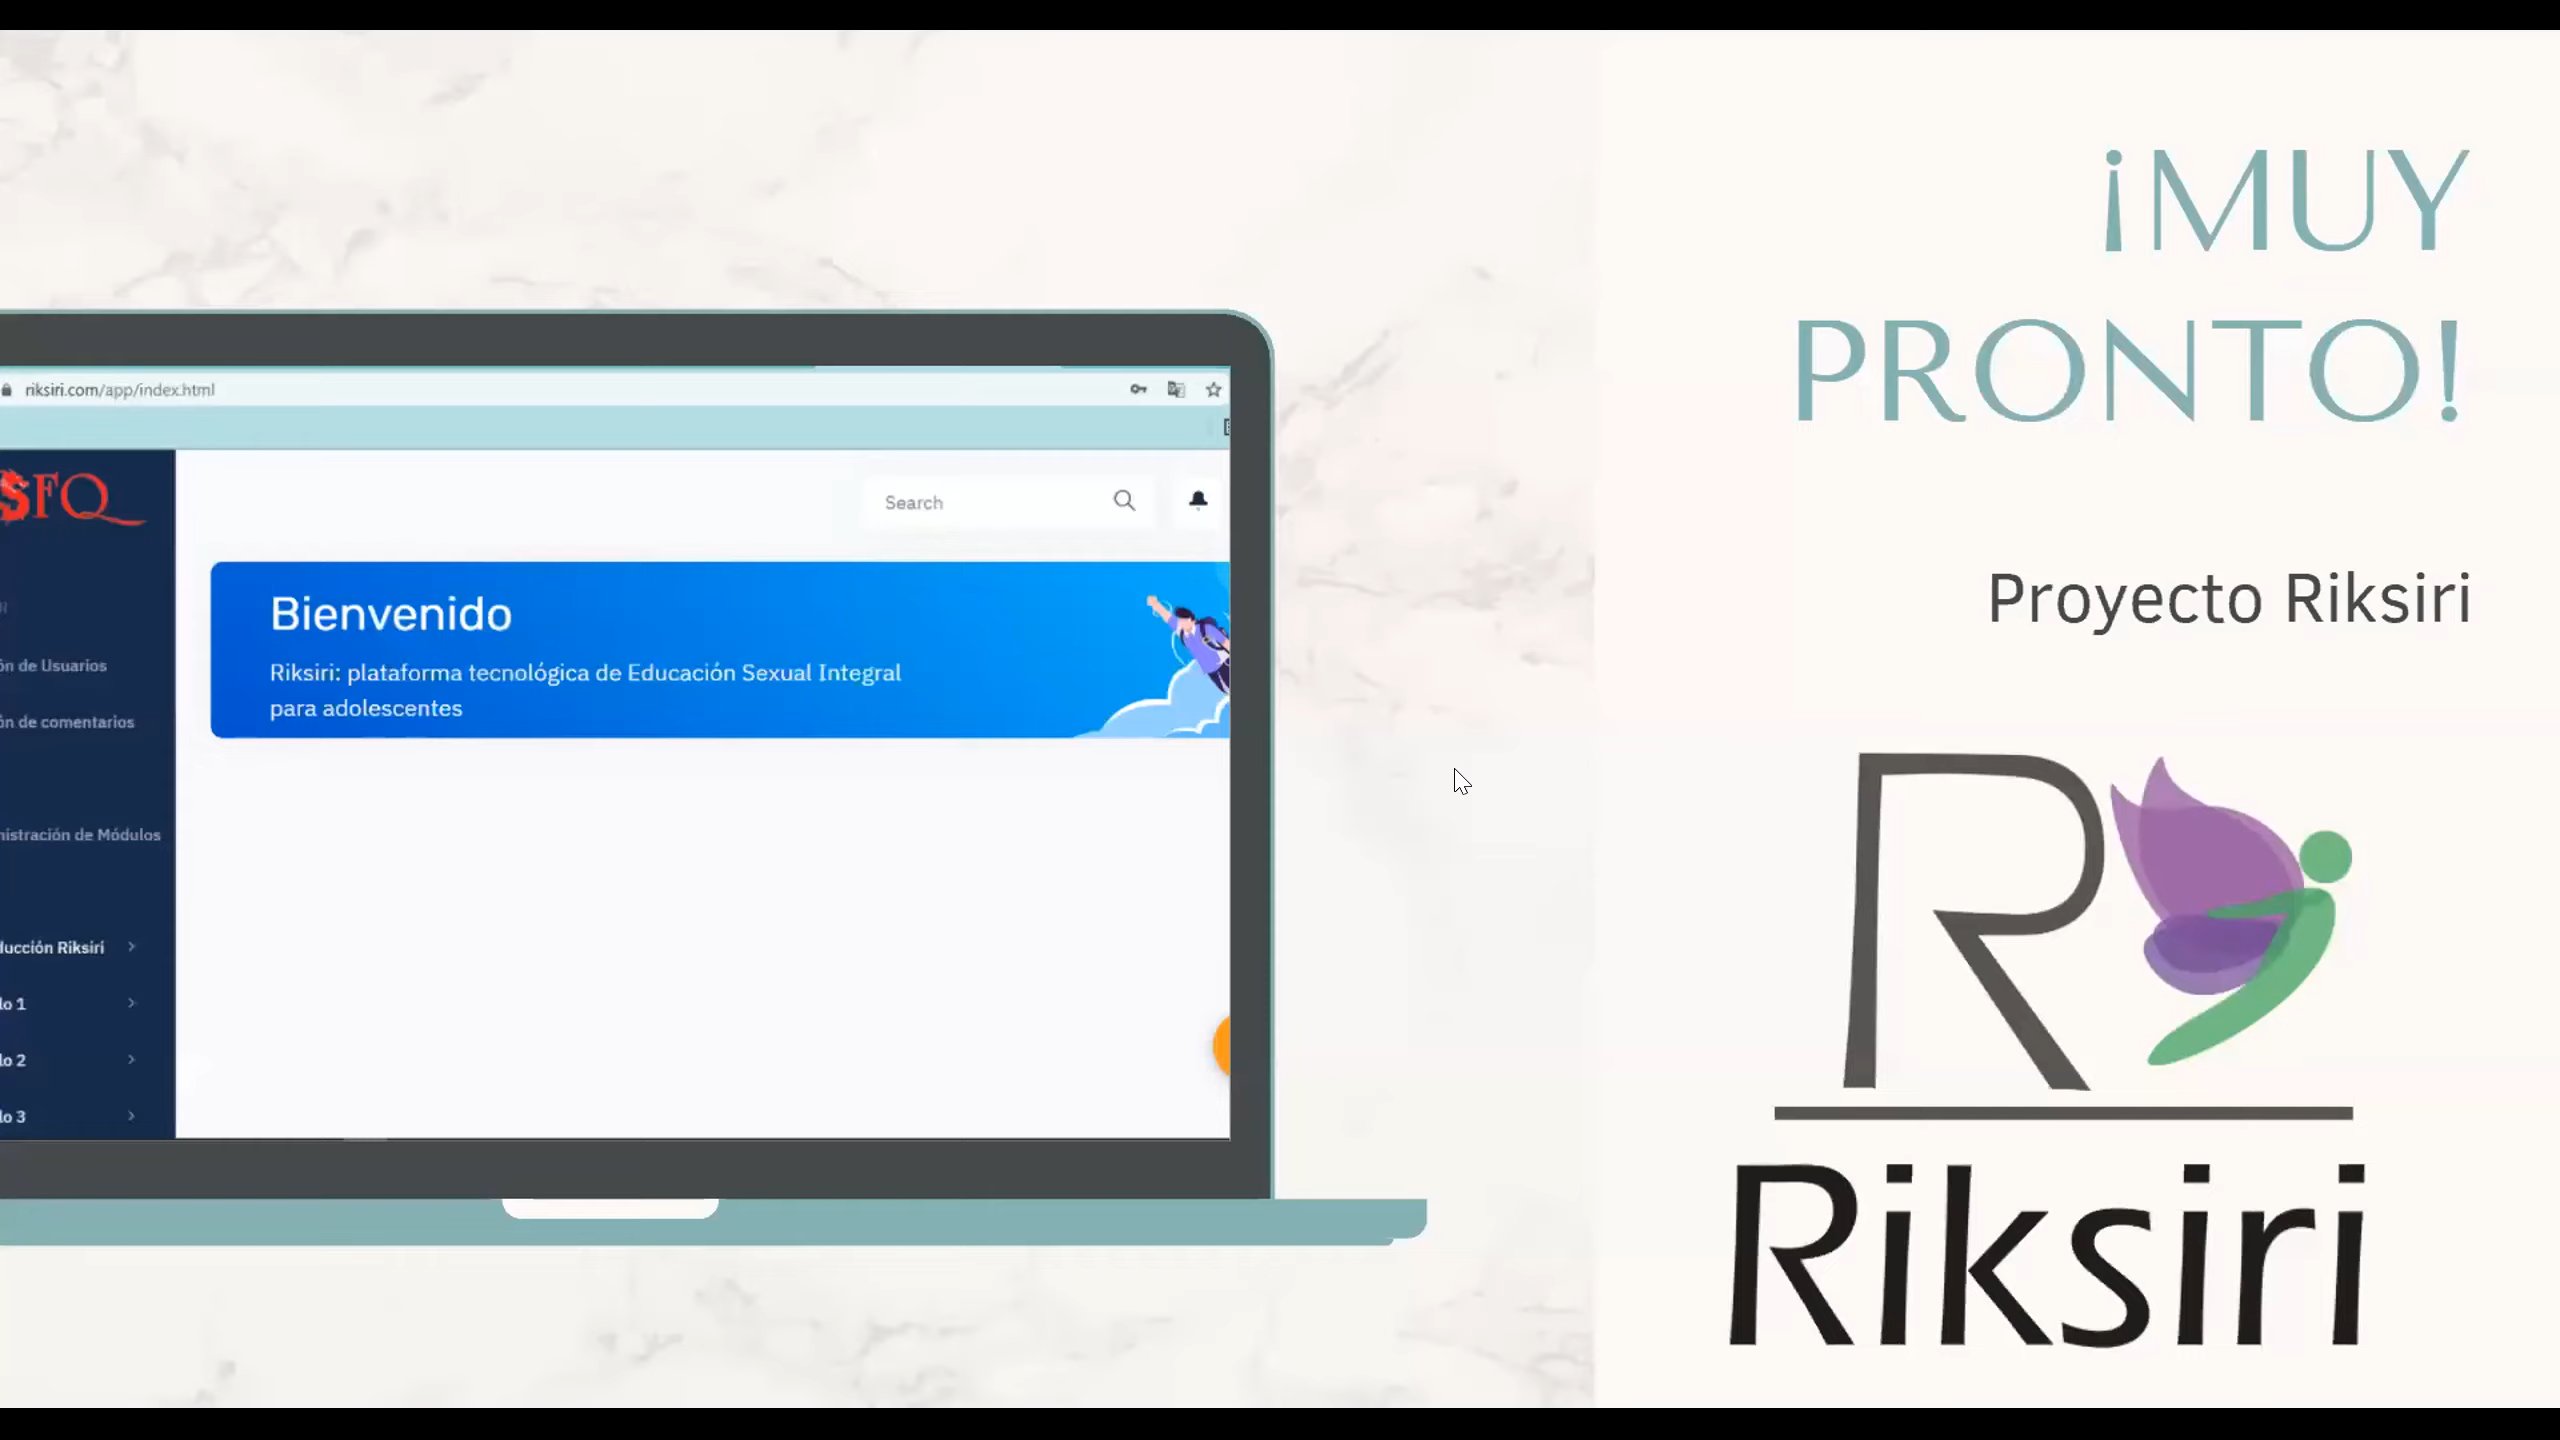 ¡MUY
PRONTO!
Proyecto Riksiri
R
Riksiri
riksiri.com/app/index.html
SFQ
Search
Bienvenido
Riksiri: plataforma tecnológica de Educación Sexual Integral
para adolescentes
ón de Usuarios
ón de comentarios
nistración de Módulos
ducción Riksiri
lo 1
lo 2
lo 3